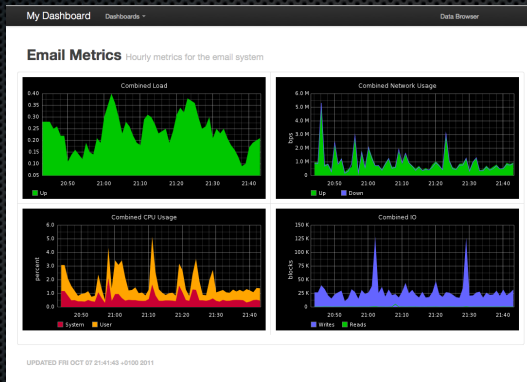 My Dashboard Dashboards Data Browser
Email Metrics Hourly metrics for the email system
Combined Load
0.40
0.35
0.30
0.25
0.20
0.15
0.10
0.05
20:50 21:00 21:10 21:20 21:30 21:40
Up
Combined Network Usage
bps
6.0 M
5.0 M
4.0 M
3.0 M
2.0 M
1.0 M
0.0
20:50 21:00 21:10 21:20 21:30 21:40
Up Down
Combined CPU Usage
percent
6.0
5.0
4.0
3.0
2.0
1.0
0.0
20:50 21:00 21:10 21:20 21:30 21:40
System User
Combined IO
blocks
150 K
125 K
100 K
75 K
50 K
25 K
0
20:50 21:00 21:10 21:20 21:30 21:40
Writes Reads
UPDATED FRI OCT 07 21:41:43 +0100 2011